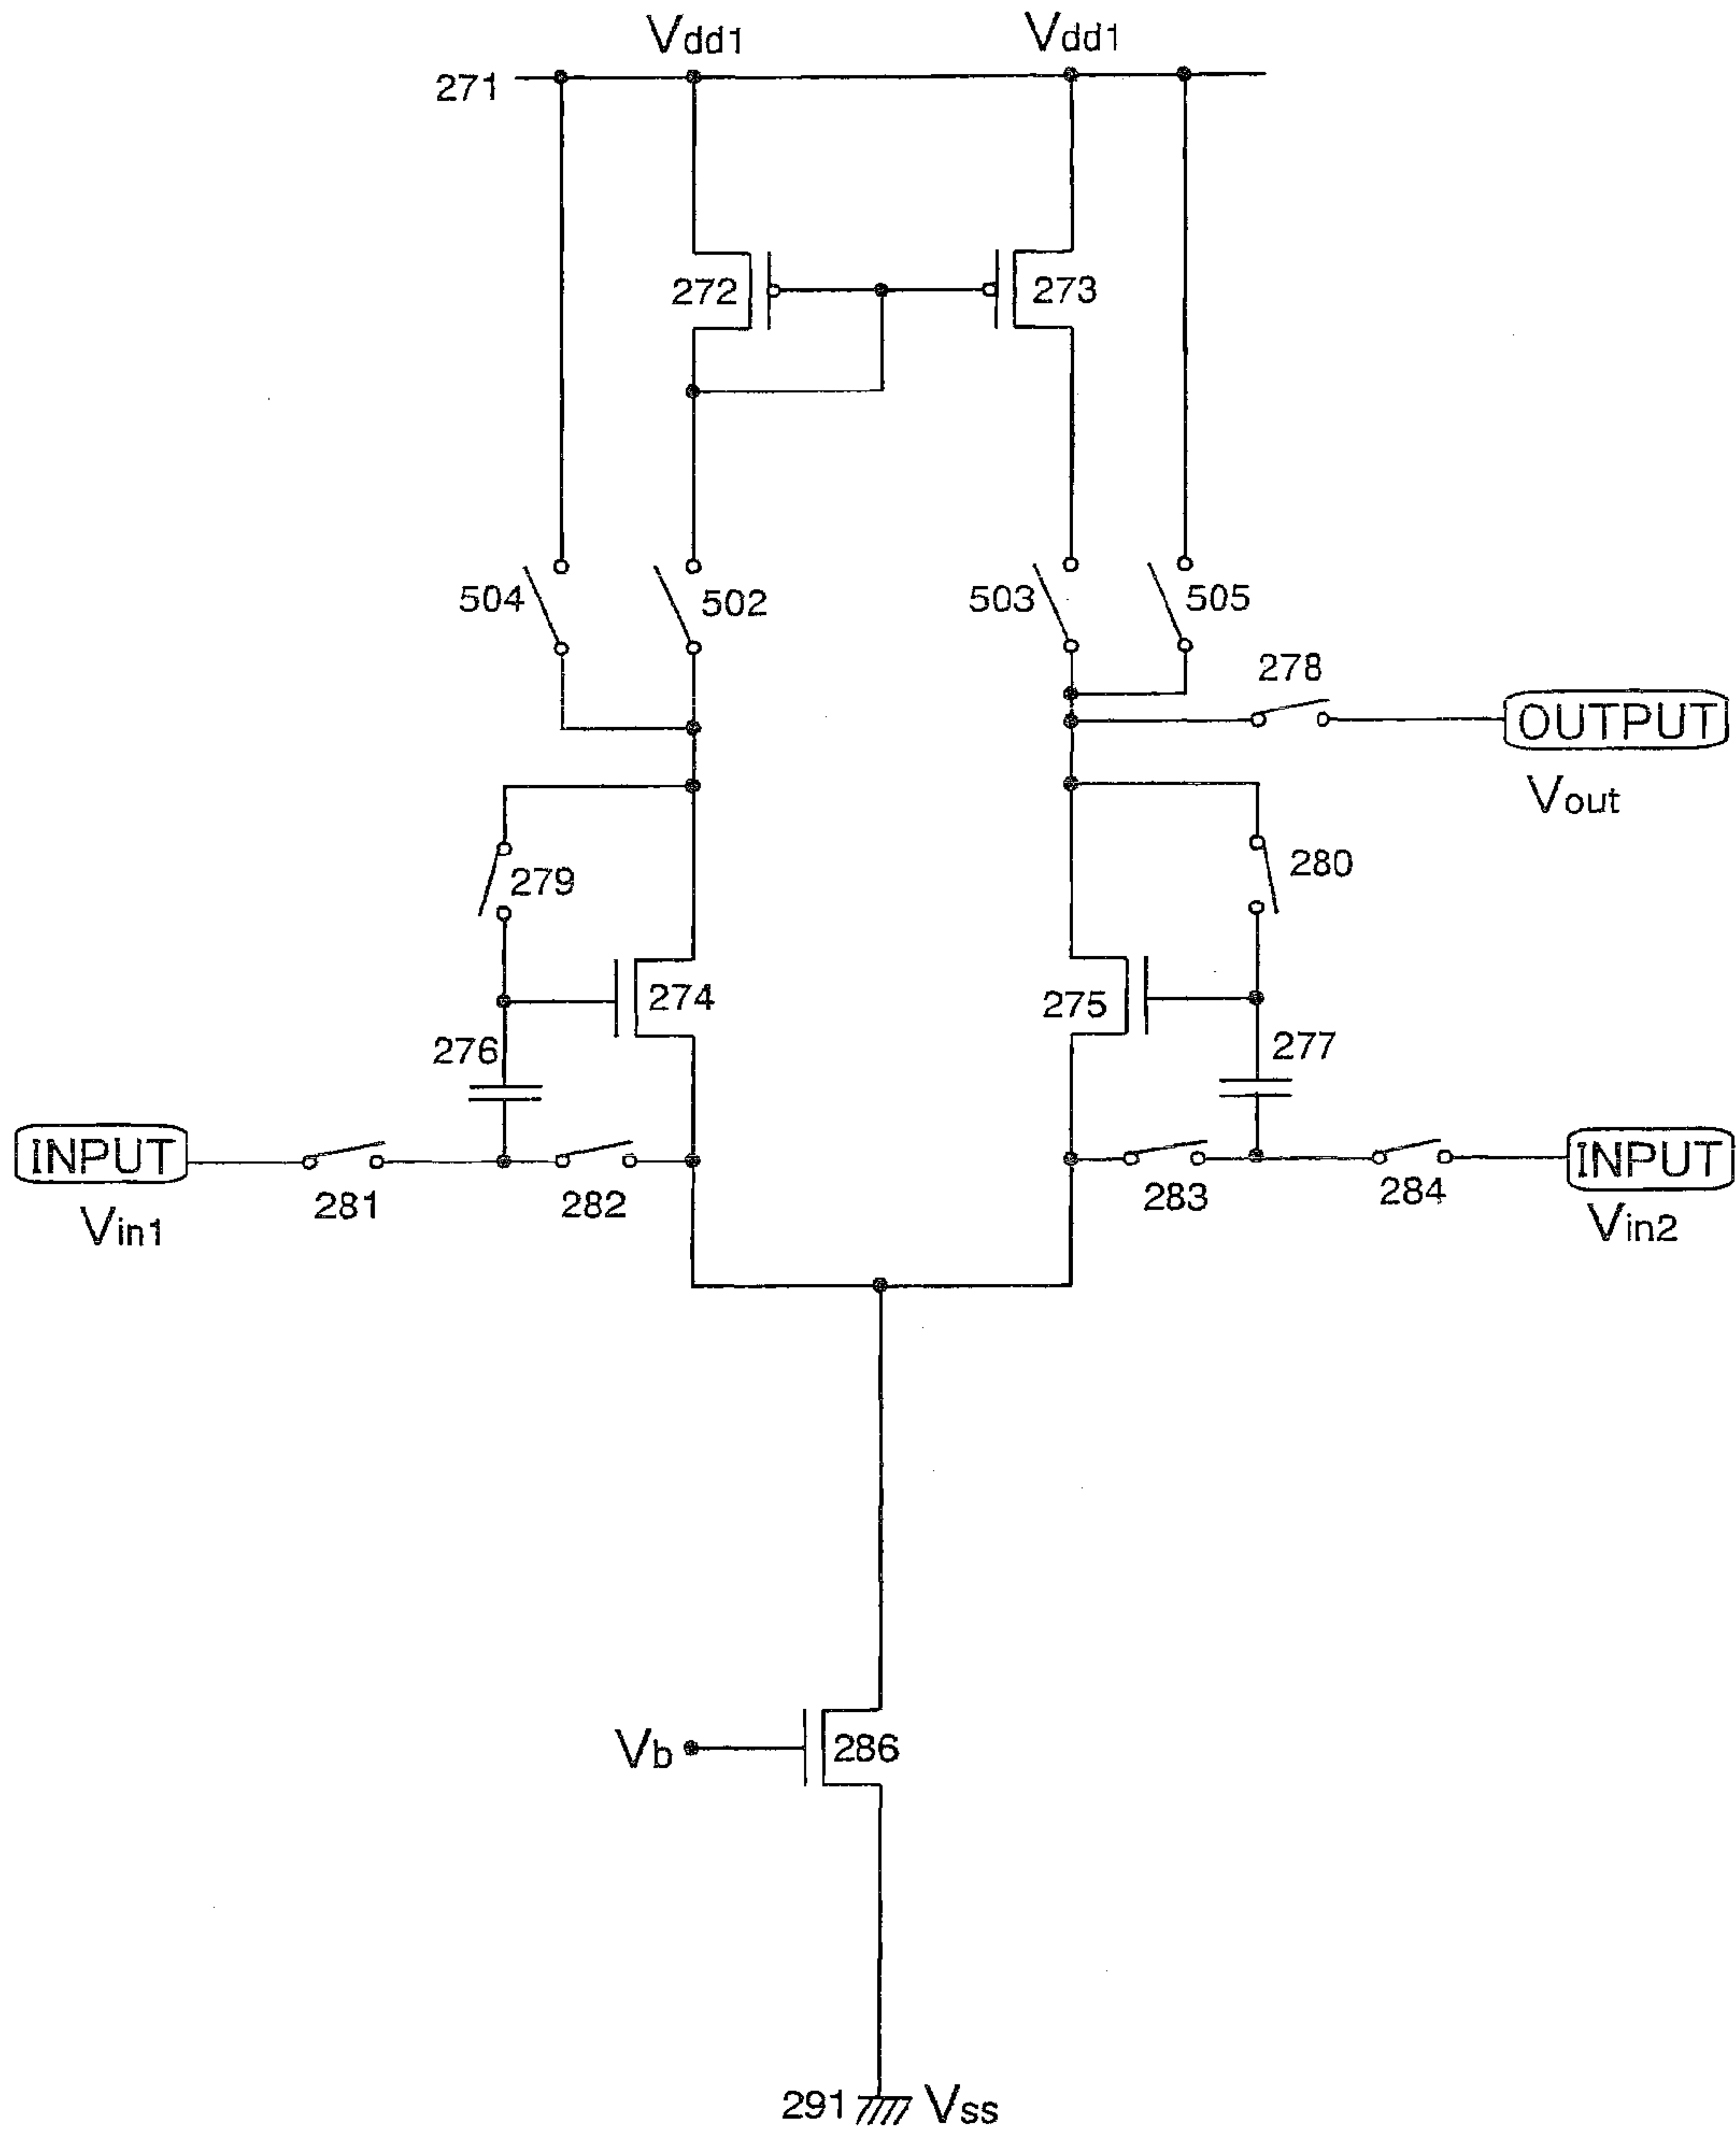 Vdd1 Vdd1
271
272 273
504 502 503 505
278
OUTPUT
Vout
279 280
274 275
276 277
INPUT INPUT
281 282 283 284
Vin1 Vin2
Vb 286
291 Vss